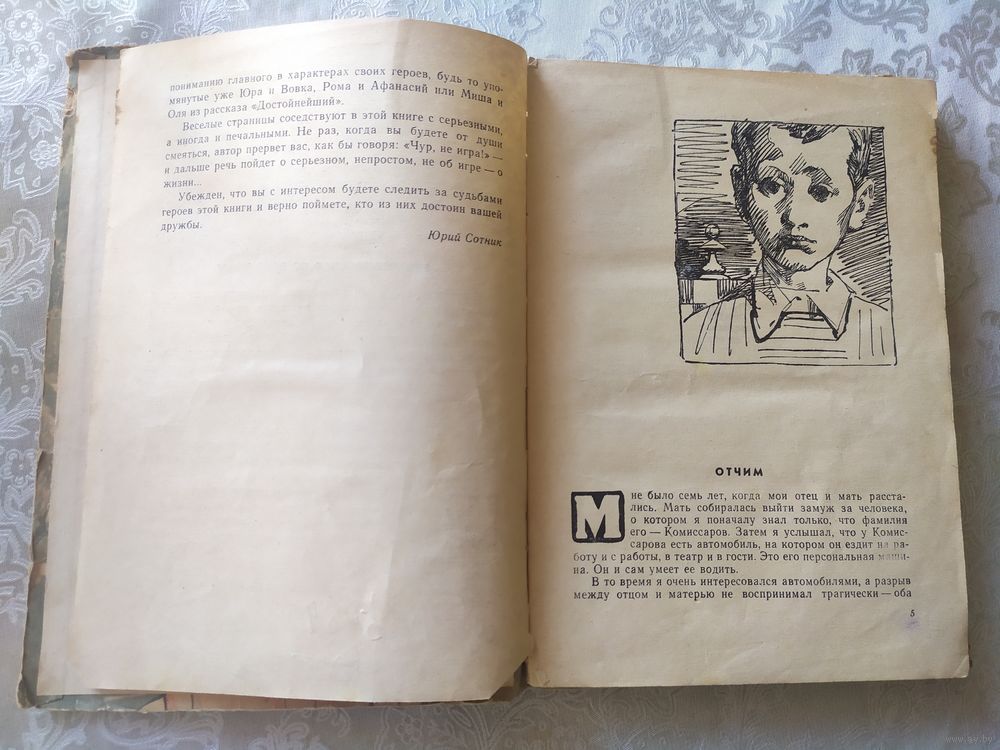 пониманию главного в характерах своих героев, будь то упо-
мянутые уже Юра и Вовка, Рома и Афанасий или Миша и
Оля из рассказа «Достойнейший».
Веселые страницы соседствуют в этой книге с серьезными,
а иногда и печальными. Не раз, когда вы будете от души
смеяться, автор прервет вас, как бы говоря: «Чур, не игра!» —
и дальше речь пойдет о серьезном, непростом, не об игре — о
жизни...
Убежден, что вы с интересом будете следить за судьбами
героев этой книги и верно поймете, кто из них достоин вашей
дружбы.
Юрий Сотник
ОТЧИМ
Мне было семь лет, когда мои отец и мать расста-
лись. Мать собиралась выйти замуж за человека,
о котором я поначалу знал только, что фамилия
его — Комиссаров. Затем я услышал, что у Комис-
сарова есть автомобиль, на котором он ездит на ра-
боту и с работы, в театр и в гости. Это его персональная маши-
на. Он и сам умеет ее водить.
В то время я очень интересовался автомобилями, а разрыв
между отцом и матерью не воспринимал трагически — оба
5
www.ay.by